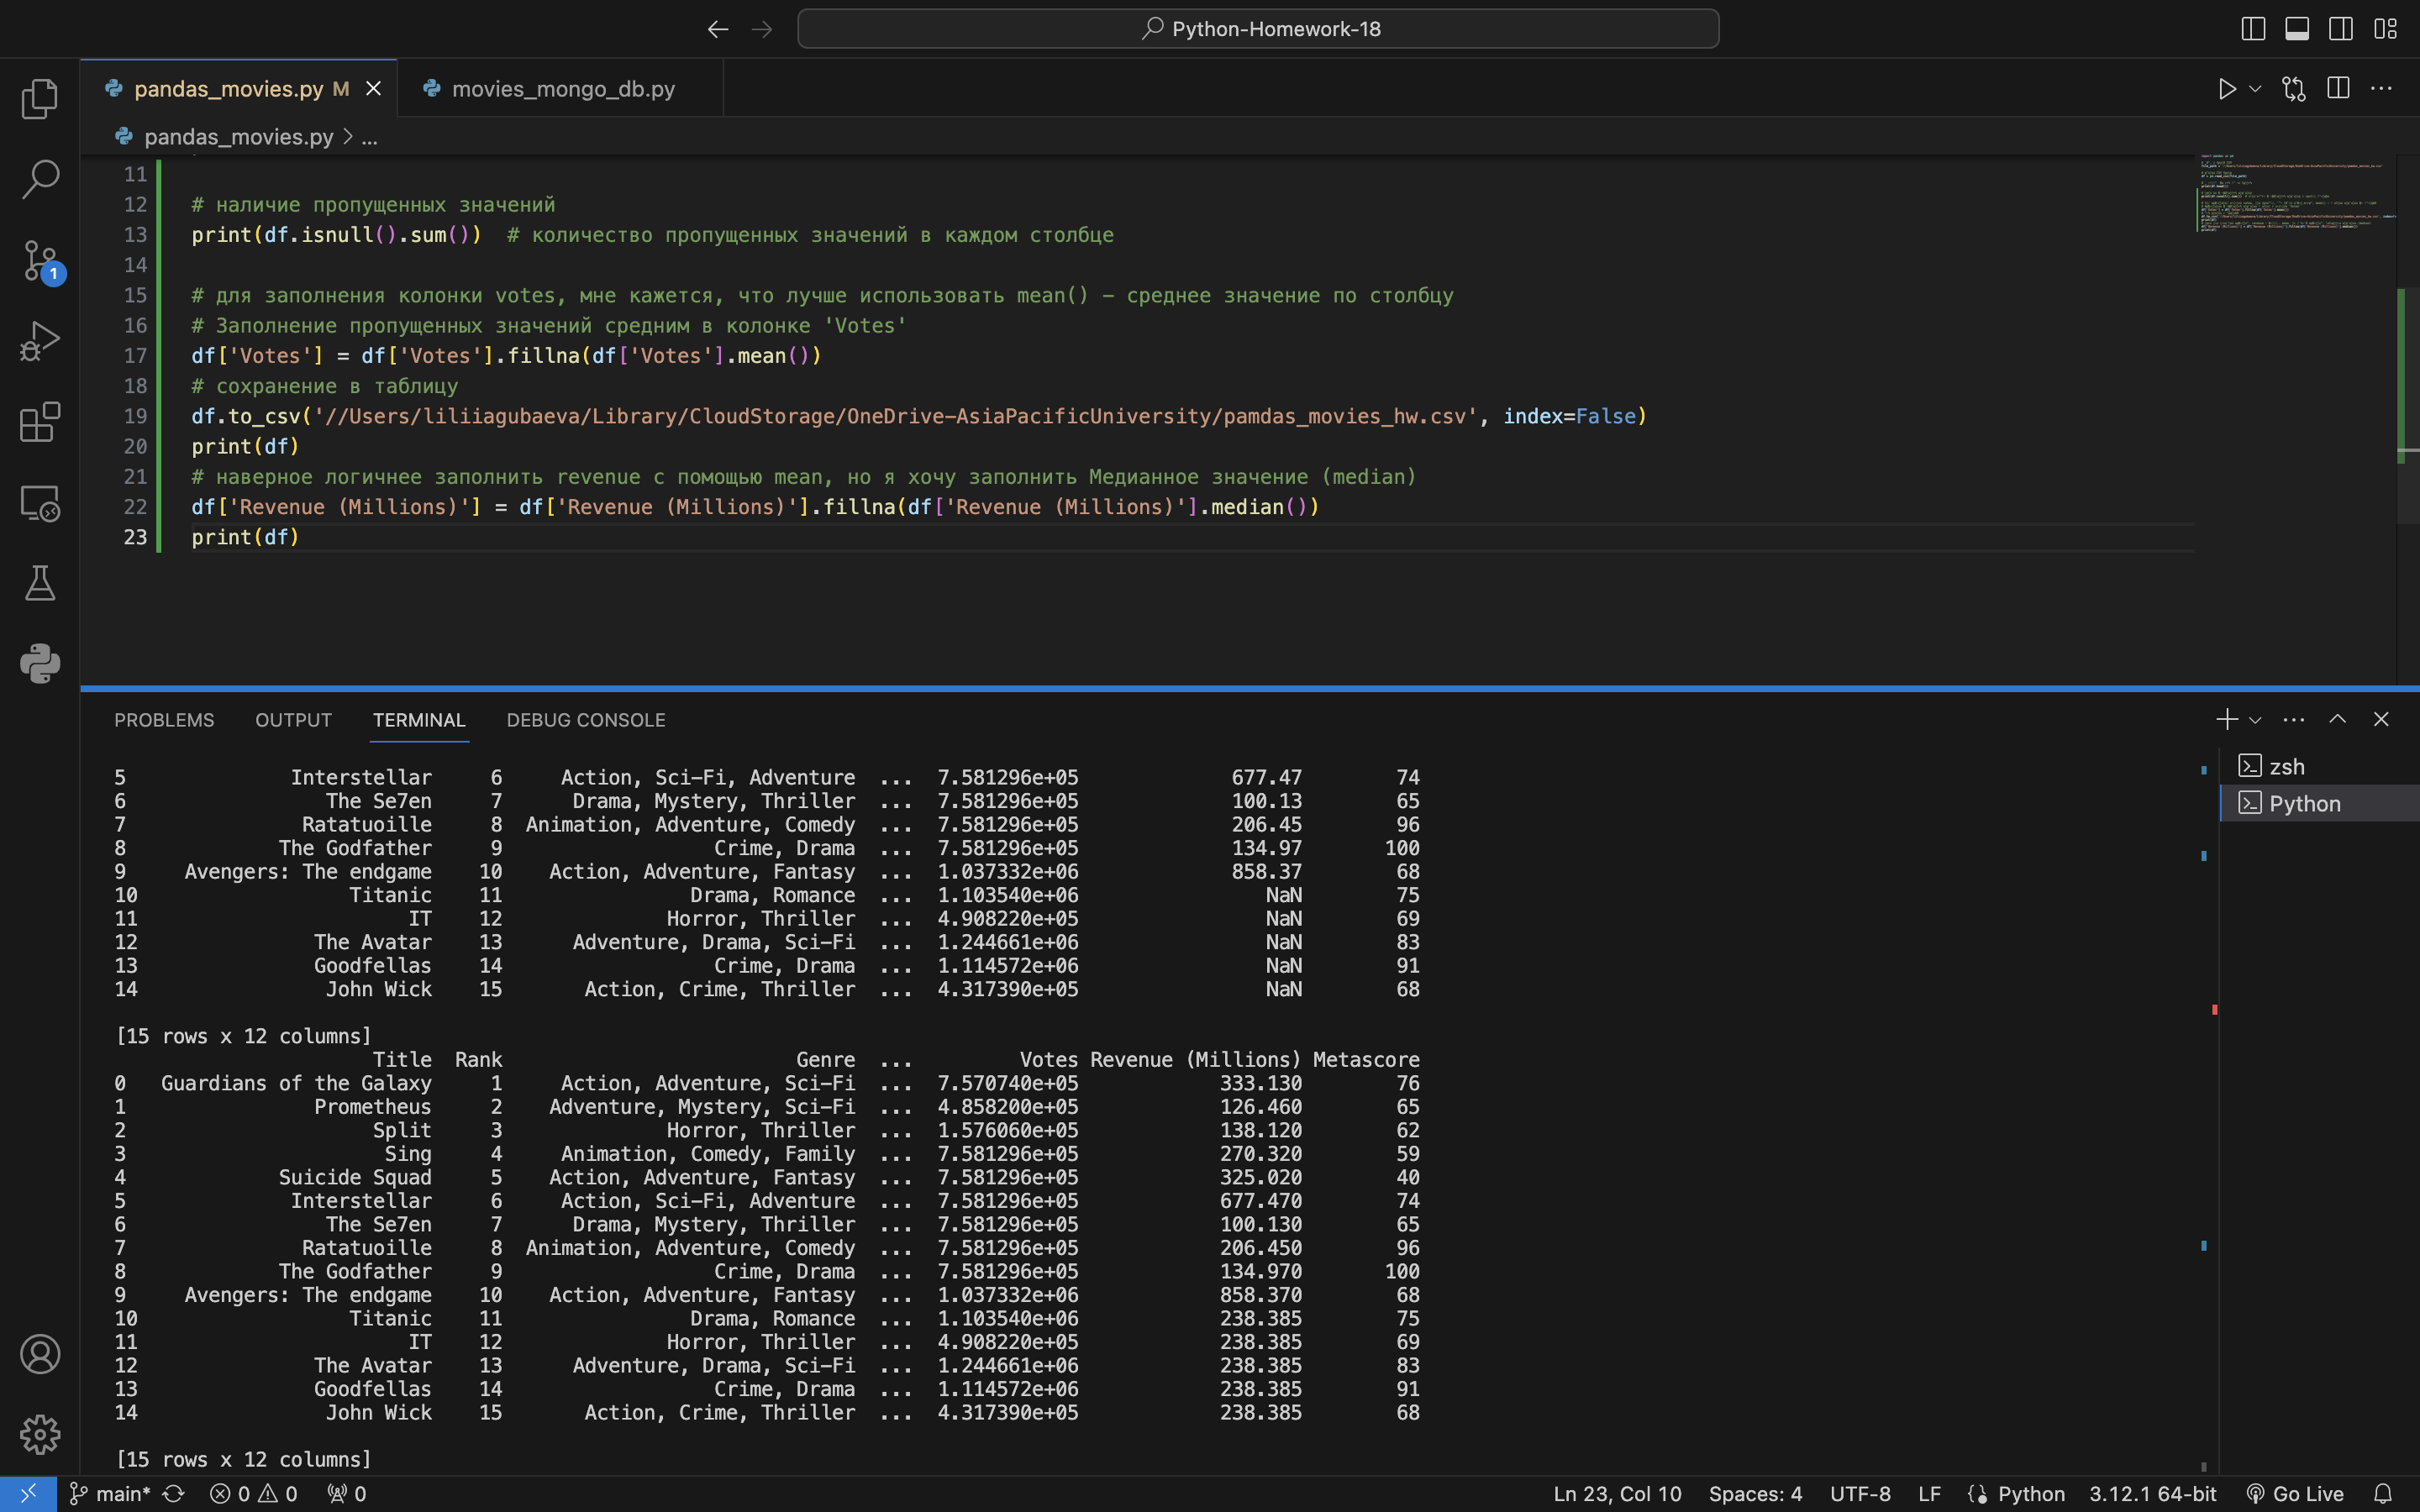 Python-Homework-18
pandas_movies.py M
movies_mongo_db.py
pandas_movies.py > ...
11
12 # наличие пропущенных значений
13 print(df.isnull().sum())  # количество пропущенных значений в каждом столбце
14
15 # для заполнения колонки votes, мне кажется, что лучше использовать mean() – среднее значение по столбцу
16 # Заполнение пропущенных значений средним в колонке 'Votes'
17 df['Votes'] = df['Votes'].fillna(df['Votes'].mean())
18 # сохранение в таблицу
19 df.to_csv('//Users/liliiagubaeva/Library/CloudStorage/OneDrive-AsiaPacificUniversity/pamdas_movies_hw.csv', index=False)
20 print(df)
21 # наверное логичнее заполнить revenue с помощью mean, но я хочу заполнить Медианное значение (median)
22 df['Revenue (Millions)'] = df['Revenue (Millions)'].fillna(df['Revenue (Millions)'].median())
23 print(df)
1
PROBLEMS OUTPUT TERMINAL DEBUG CONSOLE
zsh
Python
5 Interstellar 6 Action, Sci-Fi, Adventure ... 7.581296e+05 677.47 74
6 The Se7en 7 Drama, Mystery, Thriller ... 7.581296e+05 100.13 65
7 Ratatuoille 8 Animation, Adventure, Comedy ... 7.581296e+05 206.45 96
8 The Godfather 9 Crime, Drama ... 7.581296e+05 134.97 100
9 Avengers: The endgame 10 Action, Adventure, Fantasy ... 1.037332e+06 858.37 68
10 Titanic 11 Drama, Romance ... 1.103540e+06 NaN 75
11 IT 12 Horror, Thriller ... 4.908220e+05 NaN 69
12 The Avatar 13 Adventure, Drama, Sci-Fi ... 1.244661e+06 NaN 83
13 Goodfellas 14 Crime, Drama ... 1.114572e+06 NaN 91
14 John Wick 15 Action, Crime, Thriller ... 4.317390e+05 NaN 68
[15 rows x 12 columns]
Title Rank Genre ... Votes Revenue (Millions) Metascore
0 Guardians of the Galaxy 1 Action, Adventure, Sci-Fi ... 7.570740e+05 333.130 76
1 Prometheus 2 Adventure, Mystery, Sci-Fi ... 4.858200e+05 126.460 65
2 Split 3 Horror, Thriller ... 1.576060e+05 138.120 62
3 Sing 4 Animation, Comedy, Family ... 7.581296e+05 270.320 59
4 Suicide Squad 5 Action, Adventure, Fantasy ... 7.581296e+05 325.020 40
5 Interstellar 6 Action, Sci-Fi, Adventure ... 7.581296e+05 677.470 74
6 The Se7en 7 Drama, Mystery, Thriller ... 7.581296e+05 100.130 65
7 Ratatuoille 8 Animation, Adventure, Comedy ... 7.581296e+05 206.450 96
8 The Godfather 9 Crime, Drama ... 7.581296e+05 134.970 100
9 Avengers: The endgame 10 Action, Adventure, Fantasy ... 1.037332e+06 858.370 68
10 Titanic 11 Drama, Romance ... 1.103540e+06 238.385 75
11 IT 12 Horror, Thriller ... 4.908220e+05 238.385 69
12 The Avatar 13 Adventure, Drama, Sci-Fi ... 1.244661e+06 238.385 83
13 Goodfellas 14 Crime, Drama ... 1.114572e+06 238.385 91
14 John Wick 15 Action, Crime, Thriller ... 4.317390e+05 238.385 68
[15 rows x 12 columns]
main* 0 0 0 Ln 23, Col 10 Spaces: 4 UTF-8 LF Python 3.12.1 64-bit Go Live